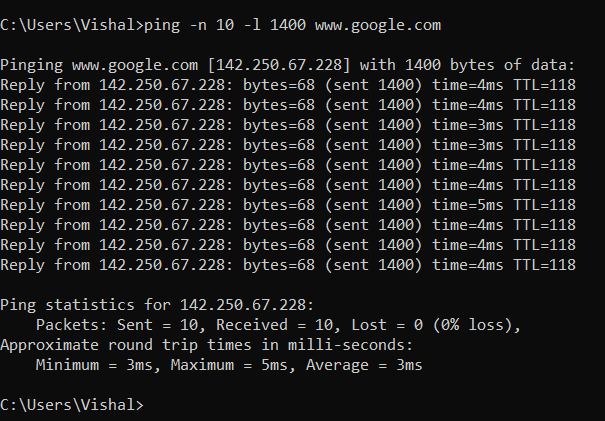 C:\Users\Vishal>ping -n 10 -l 1400 www.google.com
Pinging www.google.com [142.250.67.228] with 1400 bytes of data:
Reply from 142.250.67.228: bytes=68 (sent 1400) time=4ms TTL=118
Reply from 142.250.67.228: bytes=68 (sent 1400) time=4ms TTL=118
Reply from 142.250.67.228: bytes=68 (sent 1400) time=3ms TTL=118
Reply from 142.250.67.228: bytes=68 (sent 1400) time=3ms TTL=118
Reply from 142.250.67.228: bytes=68 (sent 1400) time=4ms TTL=118
Reply from 142.250.67.228: bytes=68 (sent 1400) time=4ms TTL=118
Reply from 142.250.67.228: bytes=68 (sent 1400) time=5ms TTL=118
Reply from 142.250.67.228: bytes=68 (sent 1400) time=4ms TTL=118
Reply from 142.250.67.228: bytes=68 (sent 1400) time=4ms TTL=118
Reply from 142.250.67.228: bytes=68 (sent 1400) time=4ms TTL=118
Ping statistics for 142.250.67.228:
Packets: Sent = 10, Received = 10, Lost = 0 (0% loss),
Approximate round trip times in milli-seconds:
Minimum = 3ms, Maximum = 5ms, Average = 3ms
C:\Users\Vishal>